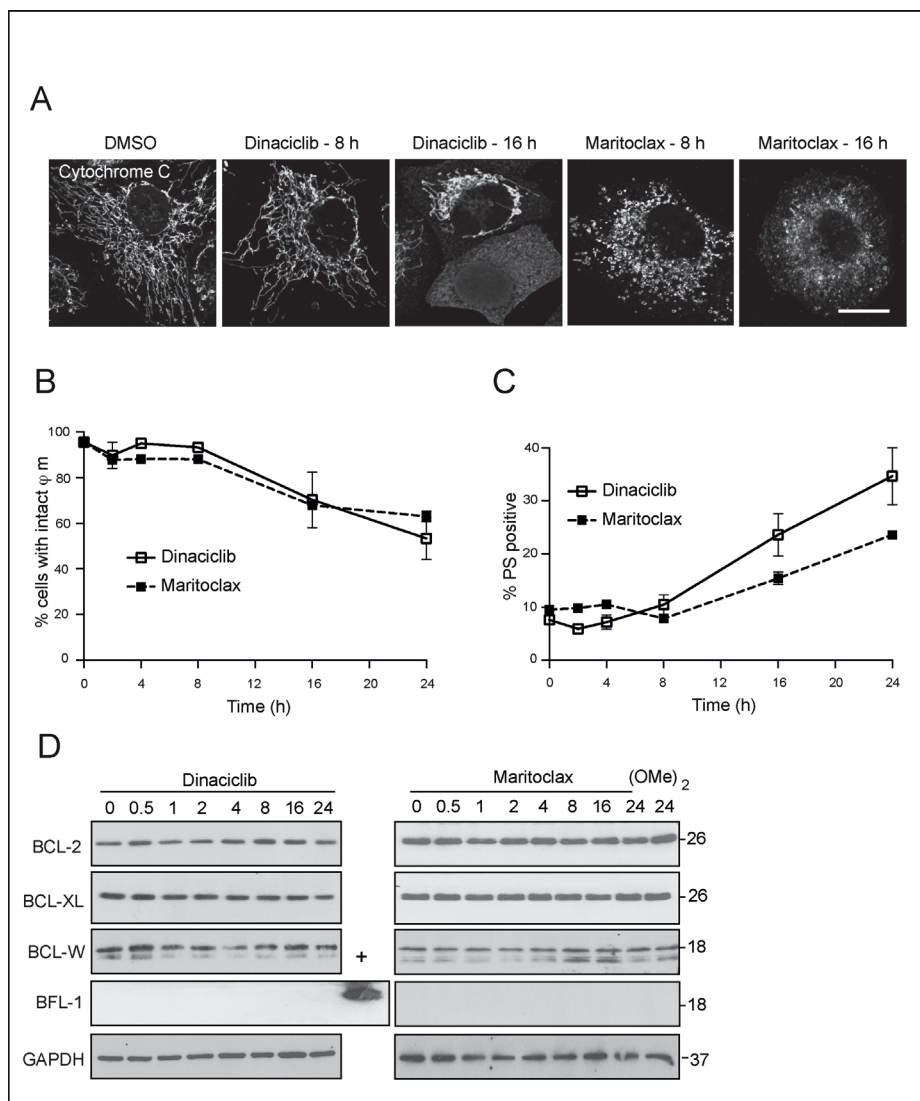 A
DMSO
Dinaciclib - 8 h
Dinaciclib - 16 h
Maritoclax - 8 h
Maritoclax - 16 h
Cytochrome C
B
% cells with intact φ m
100
80
60
40
20
0
Dinaciclib
Maritoclax
0 4 8 12 16 20 24
Time (h)
C
% PS positive
40
30
20
10
0
Dinaciclib
Maritoclax
0 4 8 12 16 20 24
Time (h)
D
Dinaciclib
0 0.5 1 2 4 8 16 24
Maritoclax (OMe) 2
0 0.5 1 2 4 8 16 24 24
BCL-2 -26
BCL-XL -26
BCL-W + -18
BFL-1 -18
GAPDH -37